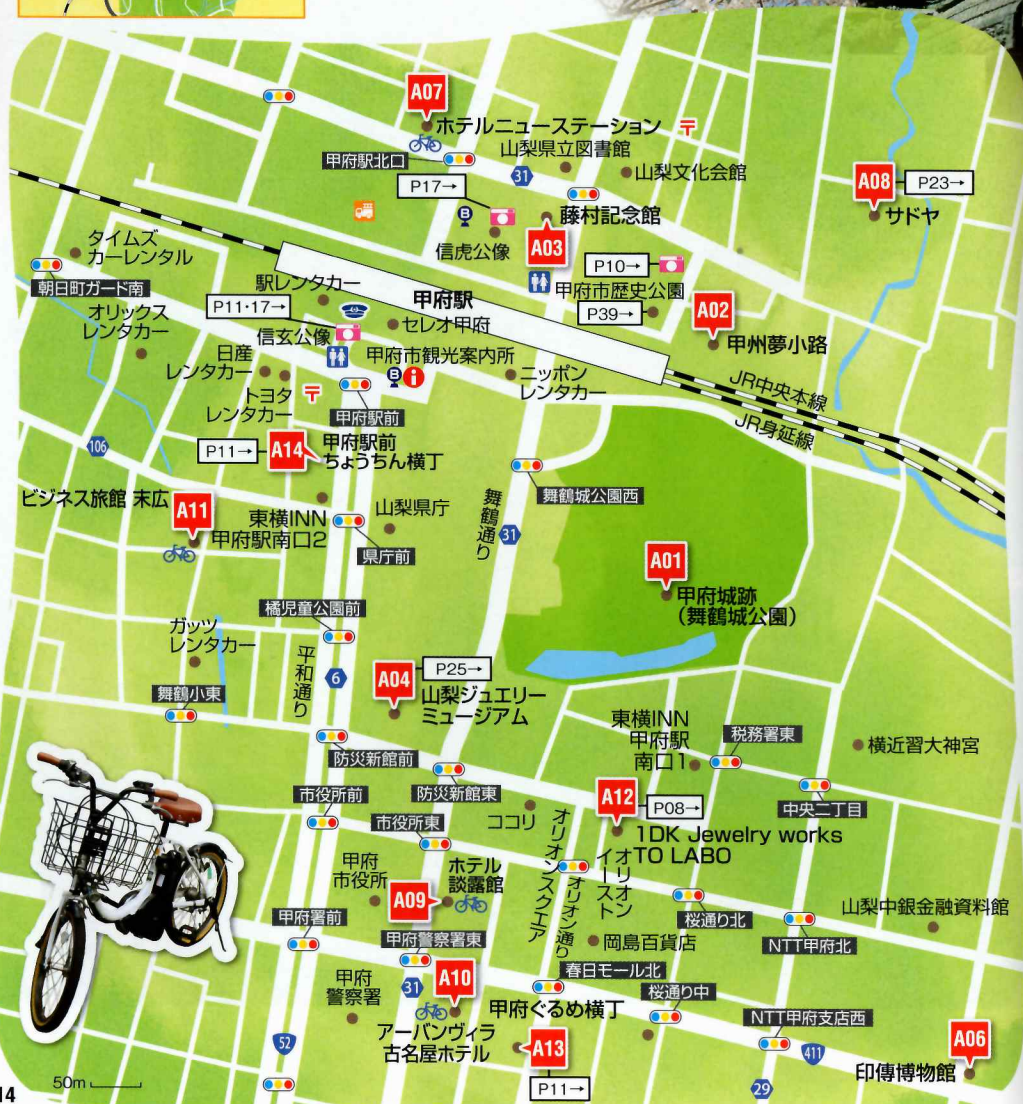 A07
ホテルニューステーション
〒
甲府駅北口
31
山梨県立図書館
山梨文化会館
P17→
A08
P23→
サドヤ
B
信虎公像
藤村記念館
A03
P10→
甲府市歴史公園
P39→
A02
甲州夢小路
タイムズ
カーレンタル
朝日町ガード南
オリックス
レンタカー
駅レンタカー
甲府駅
P11・17→
信玄公像
セレオ甲府
日産
レンタカー
甲府市観光案内所
B i
ニッポン
レンタカー
トヨタ
レンタカー
〒
甲府駅前
JR中央本線
JR身延線
106
P11→
A14
甲府駅前
ちょうちん横丁
舞鶴城公園西
舞鶴通り
31
ビジネス旅館 末広
A11
東横INN
甲府駅南口2
山梨県庁
県庁前
A01
甲府城跡
(舞鶴城公園)
橘児童公園前
ガッツ
レンタカー
平和通り
6
舞鶴小東
A04
P25→
山梨ジュエリー
ミュージアム
防災新館前
防災新館東
東横INN
甲府駅
南口1
税務署東
横近習大神宮
中央二丁目
市役所前
市役所東
ココリ
A12
P08→
1DK Jewelry works
TO LABO
オリオンスクエア
オリオン通り
オリオン
イースト
甲府
市役所
ホテル
談露館
A09
甲府署前
甲府警察署東
岡島百貨店
桜通り北
NTT甲府北
山梨中銀金融資料館
甲府
警察署
31
A10
アーバンヴィラ
古名屋ホテル
春日モール北
甲府ぐるめ横丁
A13
P11→
桜通り中
NTT甲府支店西
52
411
29
A06
印傳博物館
50m
14